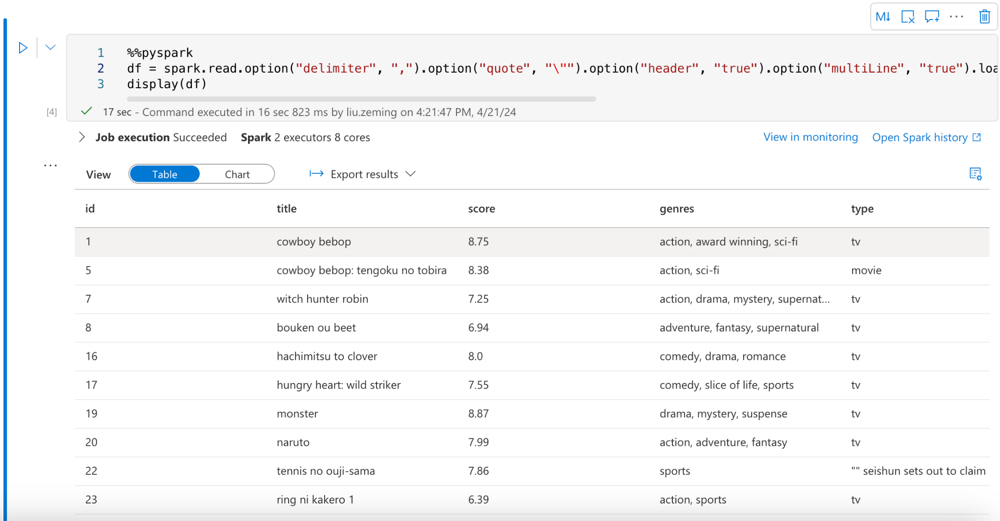 M↓
1 %%pyspark
2 df = spark.read.option("delimiter", ",").option("quote", "\"").option("header", "true").option("multiLine", "true").loa
3 display(df)
[4] 17 sec - Command executed in 16 sec 823 ms by liu.zeming on 4:21:47 PM, 4/21/24
Job execution Succeeded Spark 2 executors 8 cores View in monitoring Open Spark history
View Table Chart Export results
id title score genres type
1 cowboy bebop 8.75 action, award winning, sci-fi tv
5 cowboy bebop: tengoku no tobira 8.38 action, sci-fi movie
7 witch hunter robin 7.25 action, drama, mystery, supernat... tv
8 bouken ou beet 6.94 adventure, fantasy, supernatural tv
16 hachimitsu to clover 8.0 comedy, drama, romance tv
17 hungry heart: wild striker 7.55 comedy, slice of life, sports tv
19 monster 8.87 drama, mystery, suspense tv
20 naruto 7.99 action, adventure, fantasy tv
22 tennis no ouji-sama 7.86 sports "" seishun sets out to claim
23 ring ni kakero 1 6.39 action, sports tv